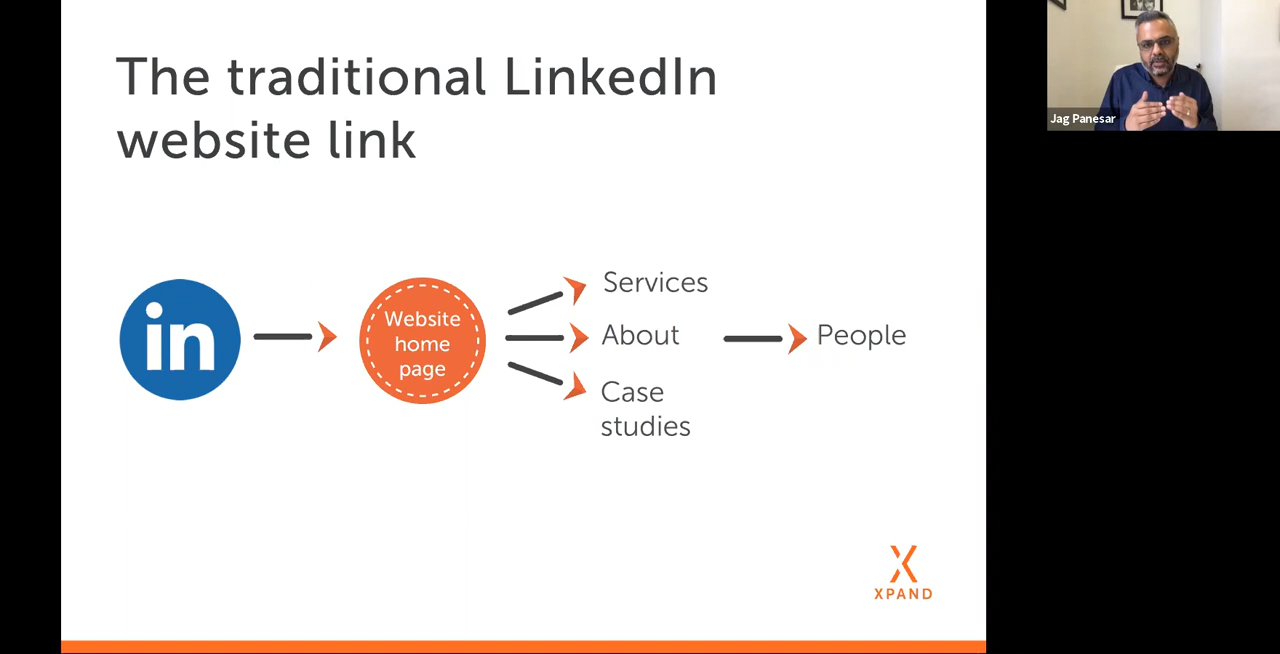 The traditional LinkedIn
website link
in
Website
home
page
Services
About
People
Case
studies
XPAND
Jag Panesar